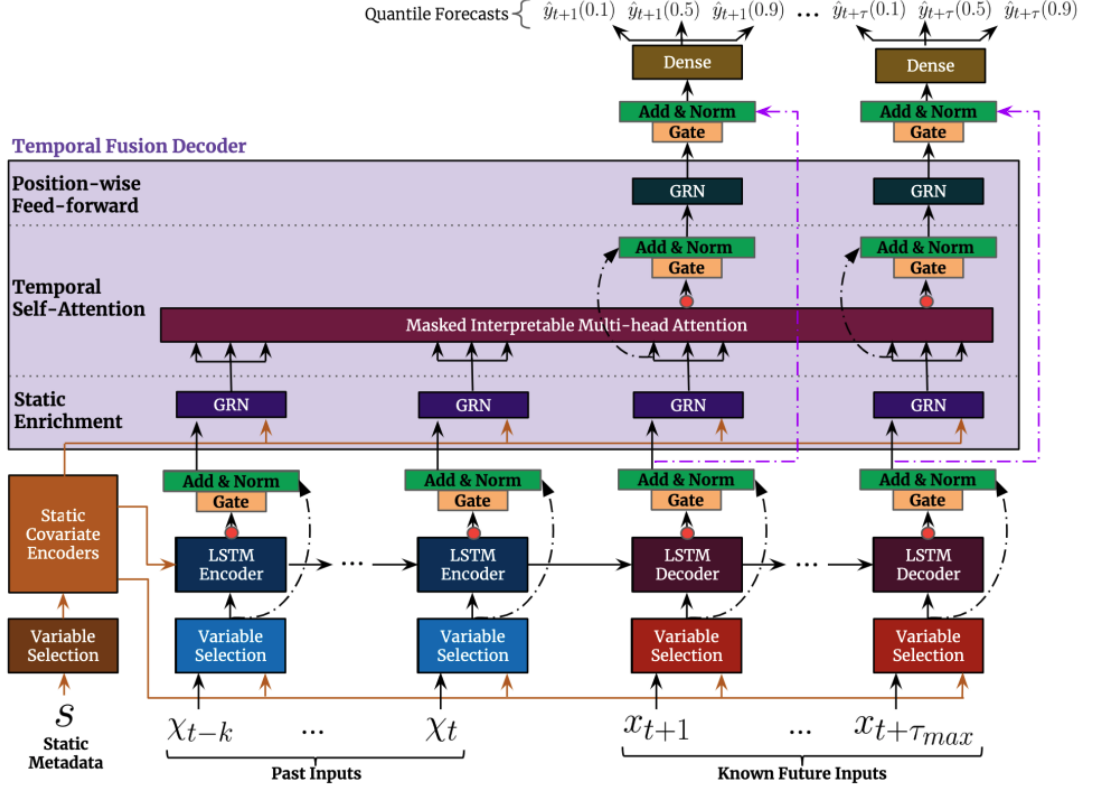 Quantile Forecasts { ŷt+1(0.1) ŷt+1(0.5) ŷt+1(0.9) ... ŷt+τ(0.1) ŷt+τ(0.5) ŷt+τ(0.9)
Dense Dense
Add & Norm Add & Norm
Gate Gate
Temporal Fusion Decoder
Position-wise
Feed-forward
GRN GRN
Add & Norm Add & Norm
Gate Gate
Temporal
Self-Attention
Masked Interpretable Multi-head Attention
Static
Enrichment
GRN GRN GRN GRN
Add & Norm Add & Norm Add & Norm Add & Norm
Gate Gate Gate Gate
Static
Covariate
Encoders
LSTM
Encoder
...
LSTM
Encoder
LSTM
Decoder
...
LSTM
Decoder
Variable
Selection
Variable
Selection
Variable
Selection
Variable
Selection
Variable
Selection
s
Static
Metadata
χt−k ... χt xt+1 ... xt+τmax
Past Inputs Known Future Inputs